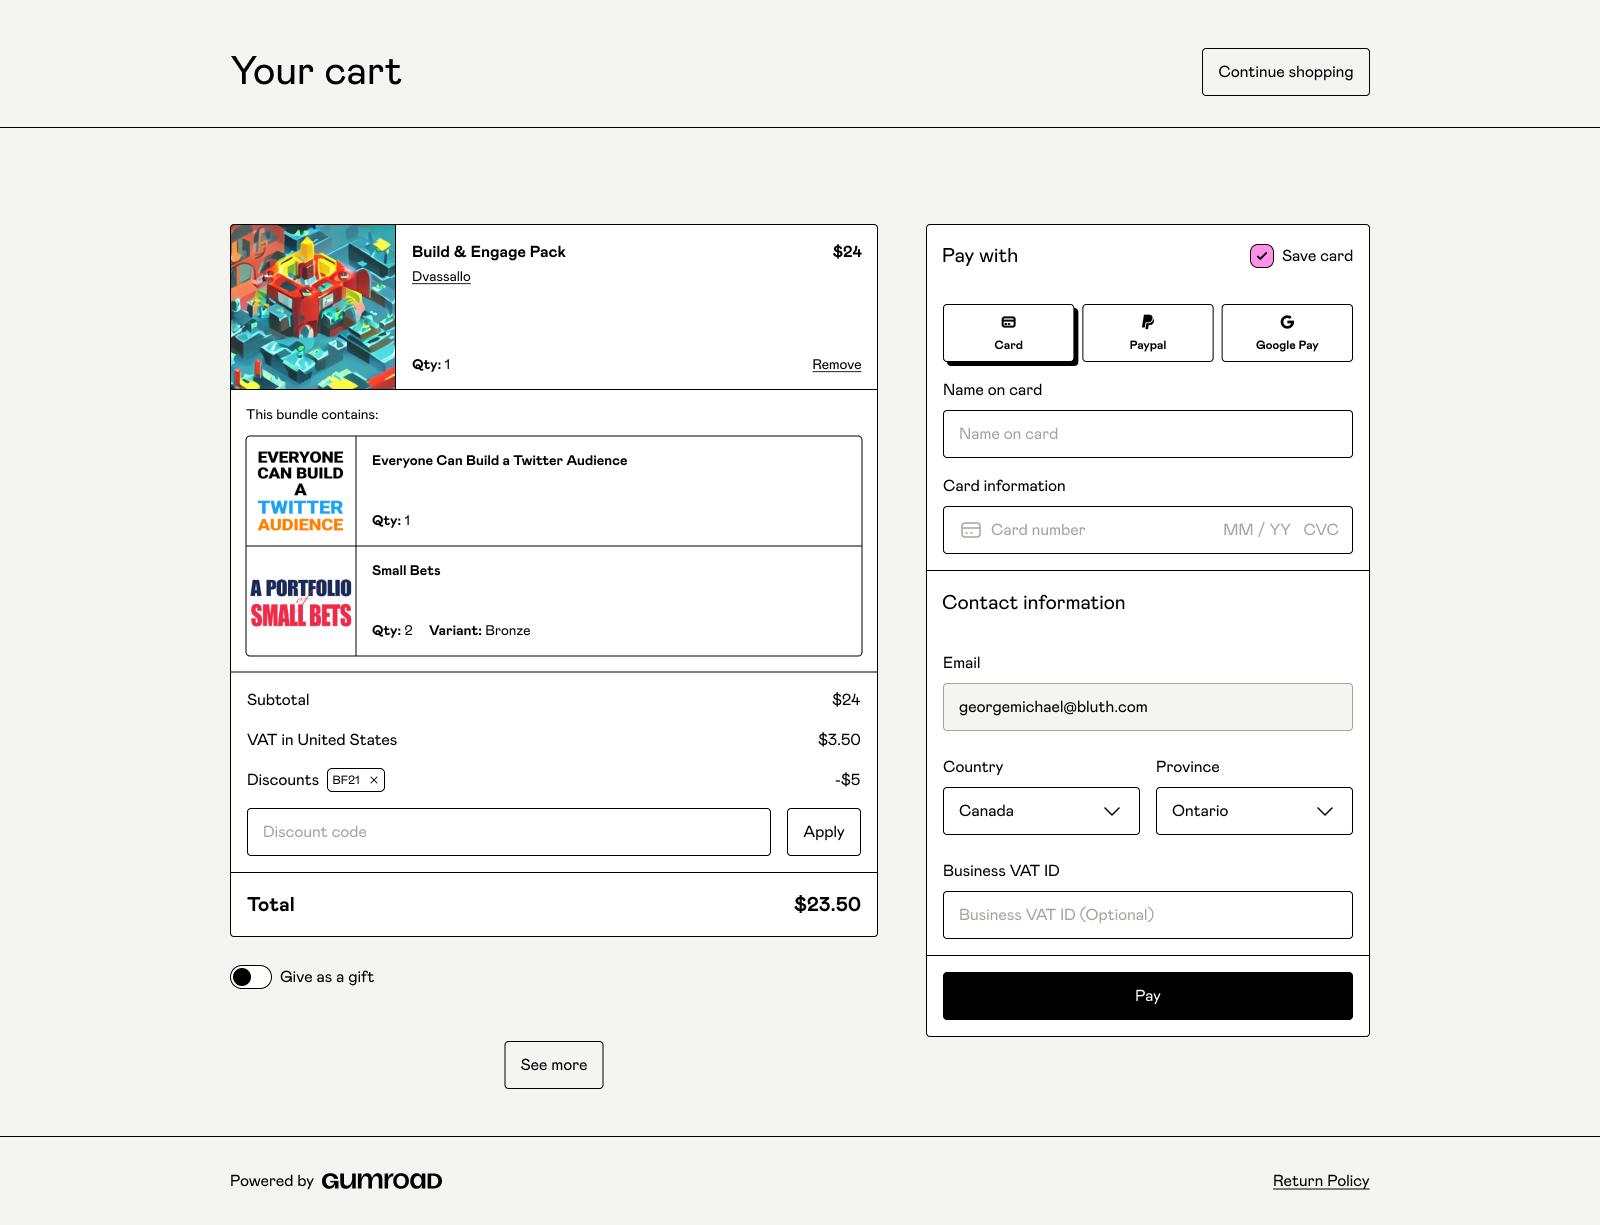 Your cart
Continue shopping
Build & Engage Pack
$24
Dvassallo
Qty: 1
Remove
This bundle contains:
EVERYONE
CAN BUILD
A
TWITTER
AUDIENCE
Everyone Can Build a Twitter Audience
Qty: 1
A PORTFOLIO
of
SMALL BETS
Small Bets
Qty: 2 Variant: Bronze
Subtotal
$24
VAT in United States
$3.50
Discounts
BF21
-$5
Discount code
Apply
Total
$23.50
Give as a gift
See more
Pay with
Save card
Card
Paypal
Google Pay
Name on card
Name on card
Card information
Card number
MM / YY
CVC
Contact information
Email
georgemichael@bluth.com
Country
Province
Canada
Ontario
Business VAT ID
Business VAT ID (Optional)
Pay
Powered by GUMROAD
Return Policy